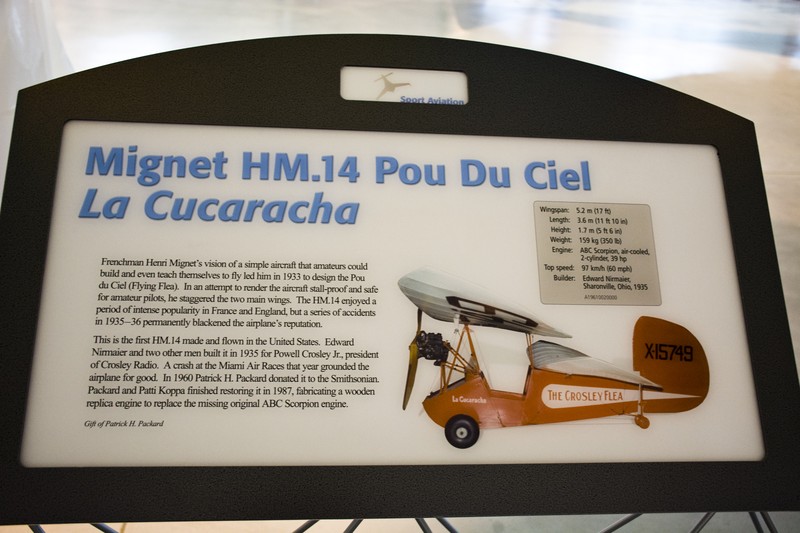 Sport Aviation
Mignet HM.14 Pou Du Ciel
La Cucaracha
Wingspan: 5.2 m (17 ft)
Length: 3.6 m (11 ft 10 in)
Height: 1.7 m (5 ft 6 in)
Weight: 159 kg (350 lb)
Engine: ABC Scorpion, air-cooled,
2-cylinder, 39 hp
Top speed: 97 km/h (60 mph)
Builder: Edward Nirmaier,
Sharonville, Ohio, 1935
A19610020000
Frenchman Henri Mignet's vision of a simple aircraft that amateurs could
build and even teach themselves to fly led him in 1933 to design the Pou
du Ciel (Flying Flea). In an attempt to render the aircraft stall-proof and safe
for amateur pilots, he staggered the two main wings. The HM.14 enjoyed a
period of intense popularity in France and England, but a series of accidents
in 1935–36 permanently blackened the airplane's reputation.
This is the first HM.14 made and flown in the United States. Edward
Nirmaier and two other men built it in 1935 for Powell Crosley Jr., president
of Crosley Radio. A crash at the Miami Air Races that year grounded the
airplane for good. In 1960 Patrick H. Packard donated it to the Smithsonian.
Packard and Patti Koppa finished restoring it in 1987, fabricating a wooden
replica engine to replace the missing original ABC Scorpion engine.
Gift of Patrick H. Packard
X-15749
La Cucaracha
THE CROSLEY FLEA